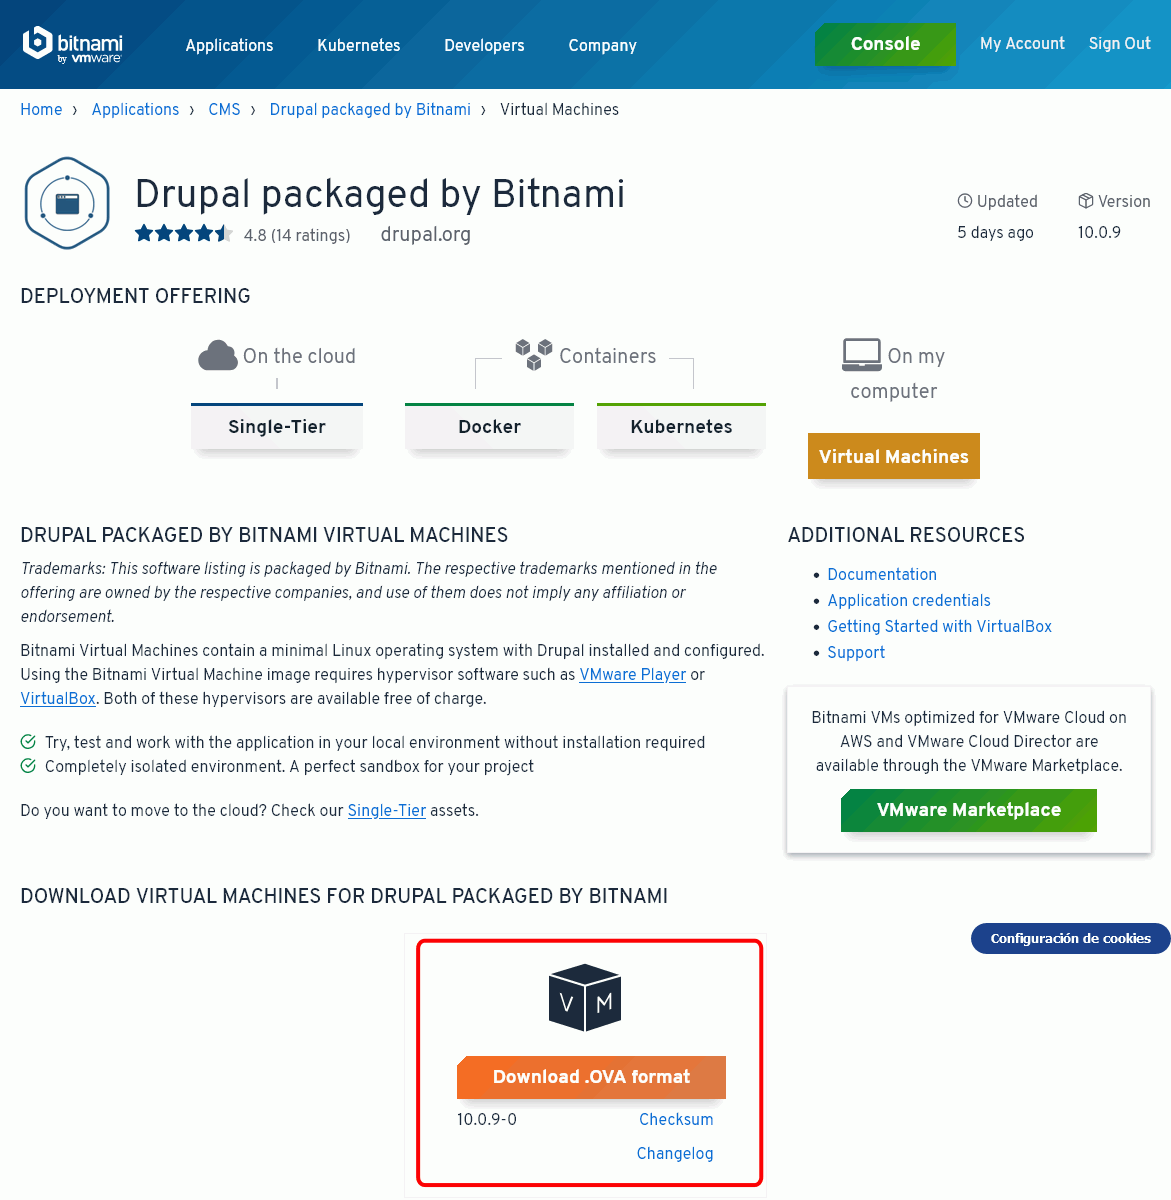 bitnami
by vmware
Applications
Kubernetes
Developers
Company
Console
My Account
Sign Out
Home › Applications › CMS › Drupal packaged by Bitnami › Virtual Machines
Drupal packaged by Bitnami
4.8 (14 ratings)
drupal.org
Updated
5 days ago
Version
10.0.9
DEPLOYMENT OFFERING
On the cloud
Single-Tier
Containers
Docker
Kubernetes
On my
computer
Virtual Machines
DRUPAL PACKAGED BY BITNAMI VIRTUAL MACHINES
Trademarks: This software listing is packaged by Bitnami. The respective trademarks mentioned in the
offering are owned by the respective companies, and use of them does not imply any affiliation or
endorsement.
Bitnami Virtual Machines contain a minimal Linux operating system with Drupal installed and configured.
Using the Bitnami Virtual Machine image requires hypervisor software such as VMware Player or
VirtualBox. Both of these hypervisors are available free of charge.
Try, test and work with the application in your local environment without installation required
Completely isolated environment. A perfect sandbox for your project
Do you want to move to the cloud? Check our Single-Tier assets.
ADDITIONAL RESOURCES
• Documentation
• Application credentials
• Getting Started with VirtualBox
• Support
Bitnami VMs optimized for VMware Cloud on
AWS and VMware Cloud Director are
available through the VMware Marketplace.
VMware Marketplace
DOWNLOAD VIRTUAL MACHINES FOR DRUPAL PACKAGED BY BITNAMI
Configuración de cookies
VM
Download .OVA format
10.0.9-0
Checksum
Changelog